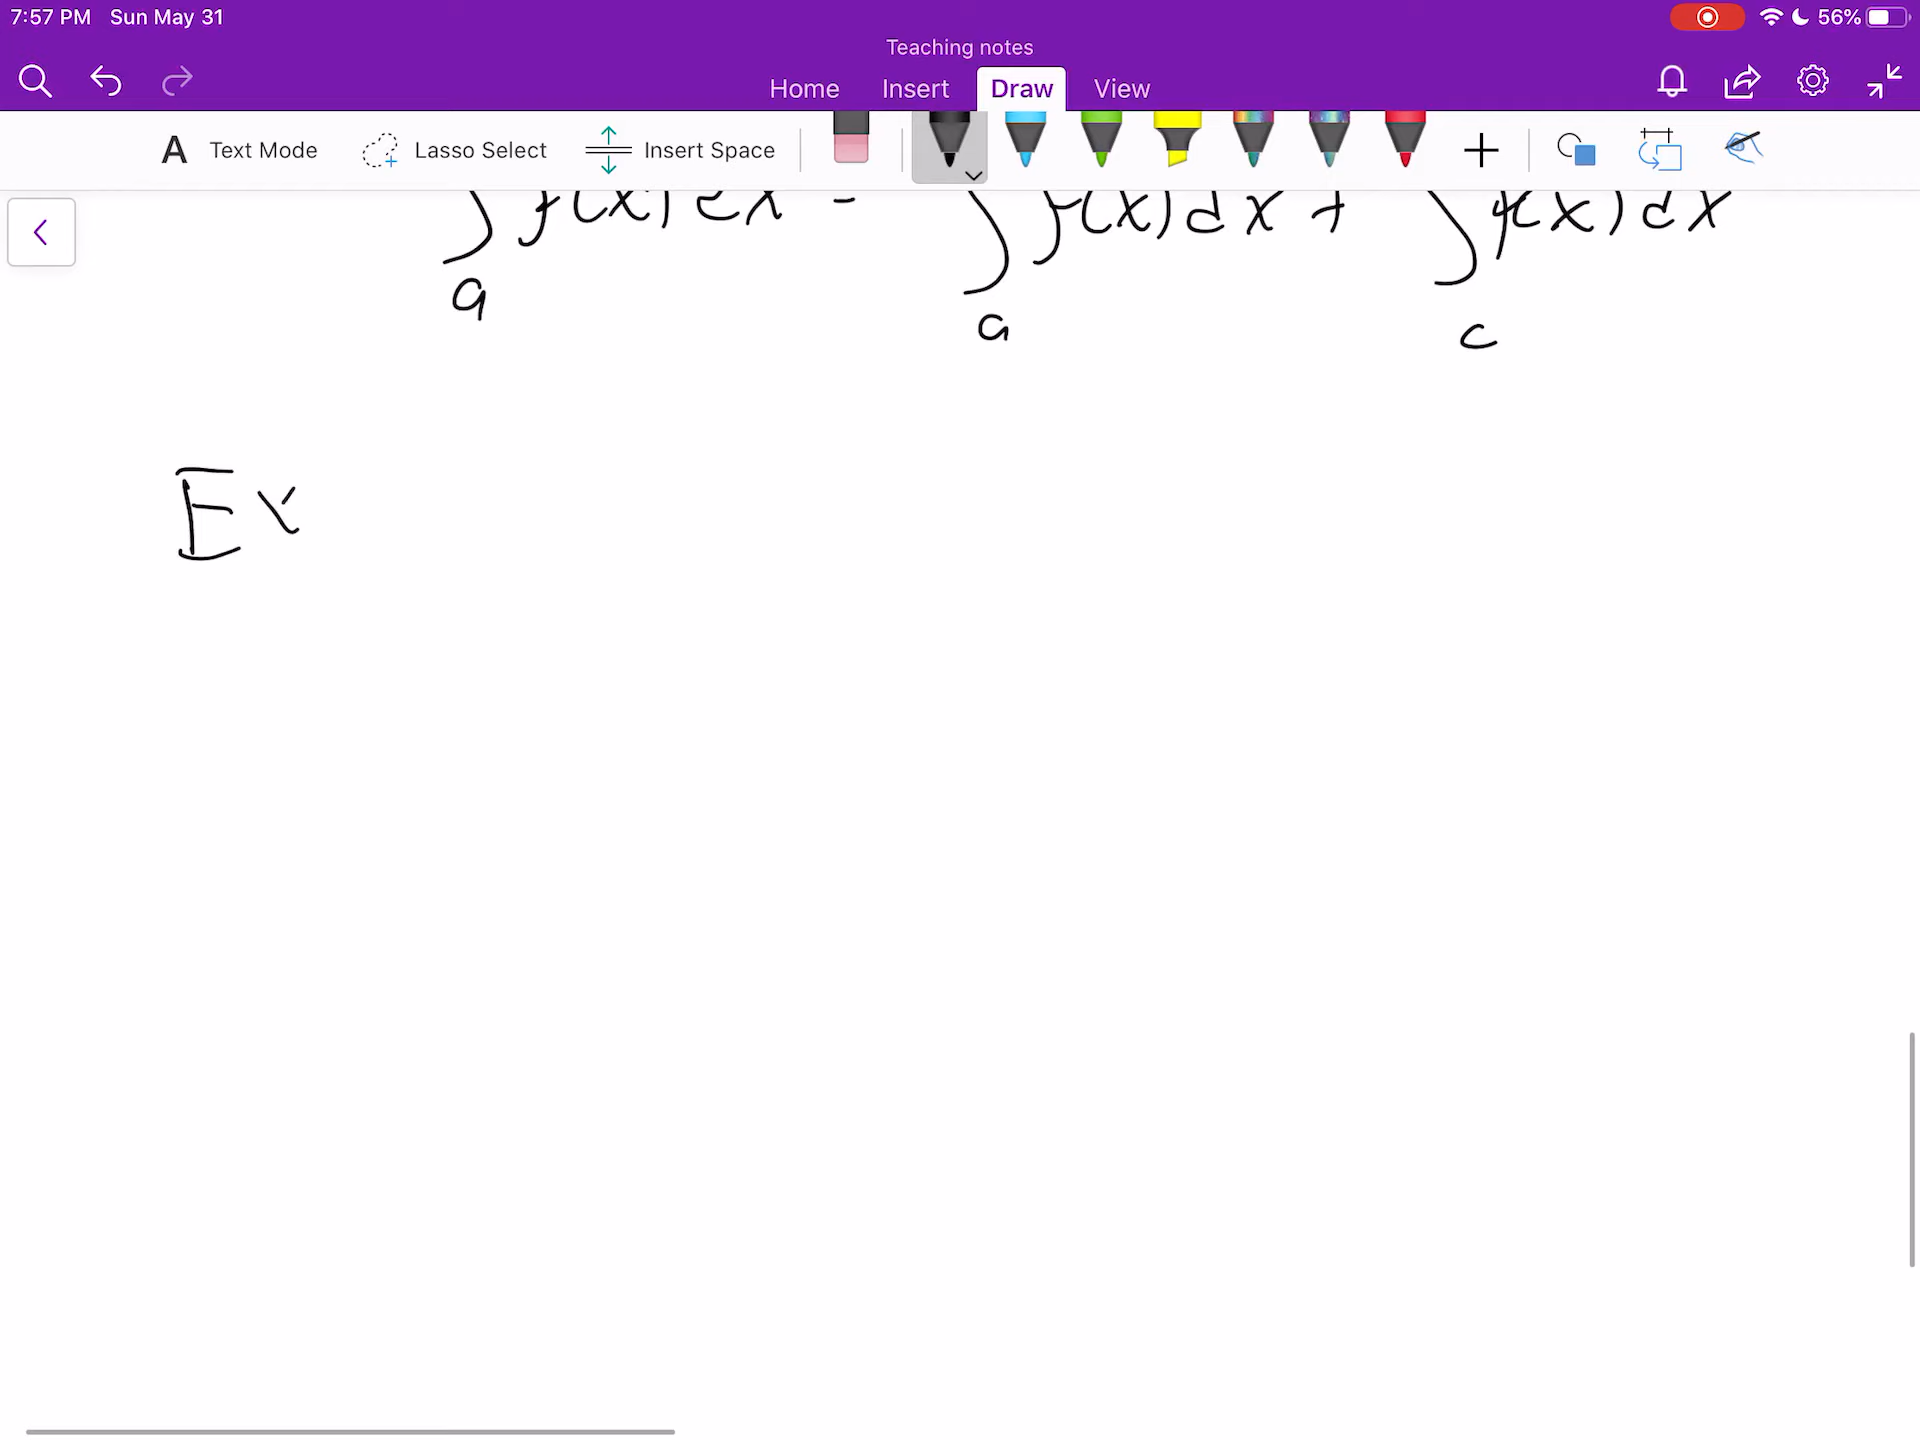 7:57 PM Sun May 31 56%
Teaching notes
Home Insert Draw View
A Text Mode Lasso Select Insert Space
∫ f(x) dx = ∫ f(x) dx + ∫ f(x) dx
a a c
Ex